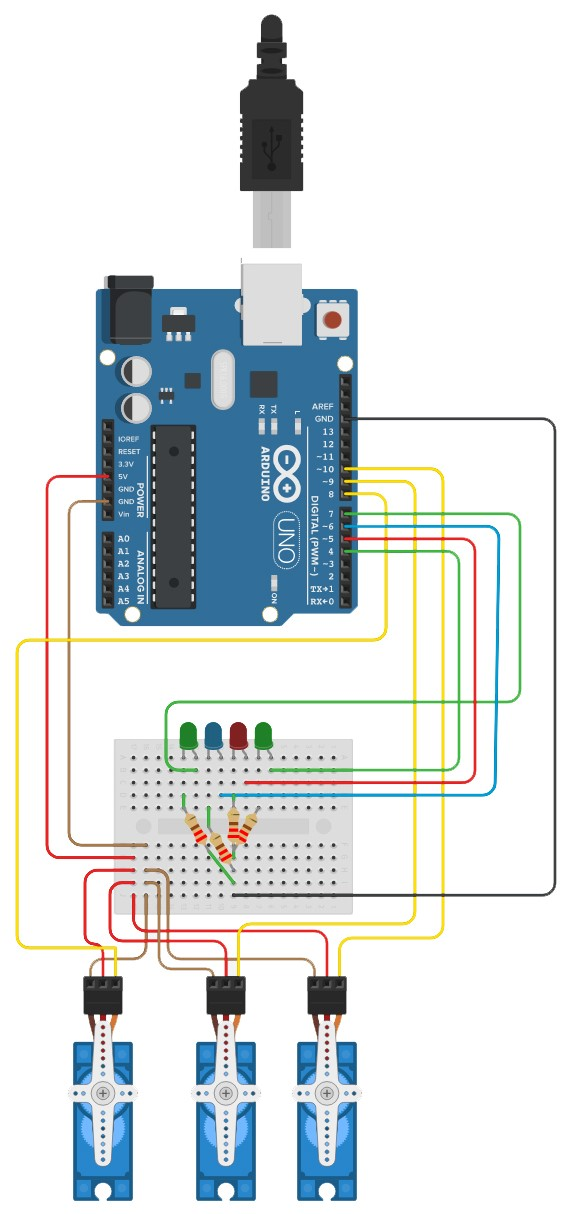 AREF
GND
13
12
~11
~10
~9
8
7
~6
~5
4
~3
2
TX→1
RX←0
DIGITAL (PWM~)
IOREF
RESET
3.3V
5V
GND
GND
Vin
POWER
A0
A1
A2
A3
A4
A5
ANALOG IN
RX
TX
L
ARDUINO
UNO
ON